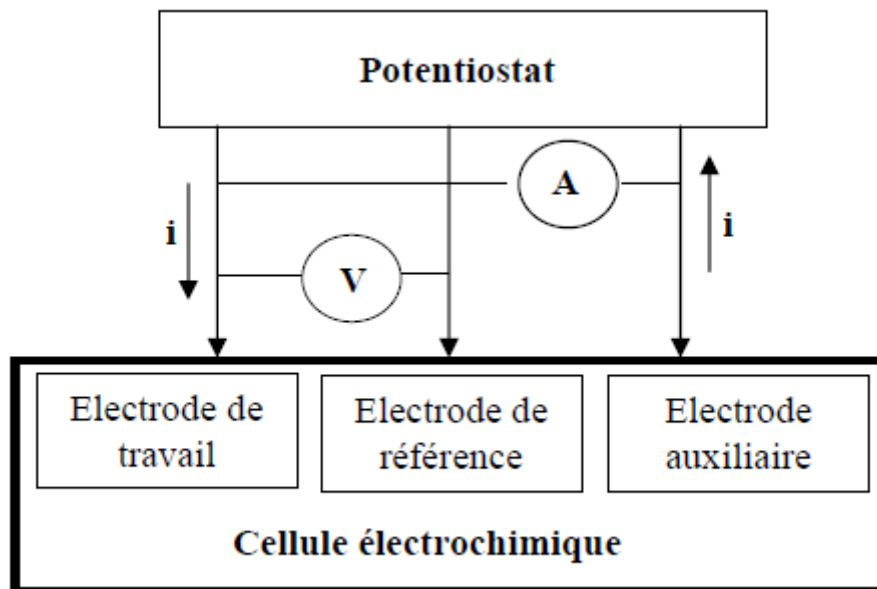 Potentiostat
A
i
i
V
Electrode de
travail
Electrode de
référence
Electrode
auxiliaire
Cellule électrochimique